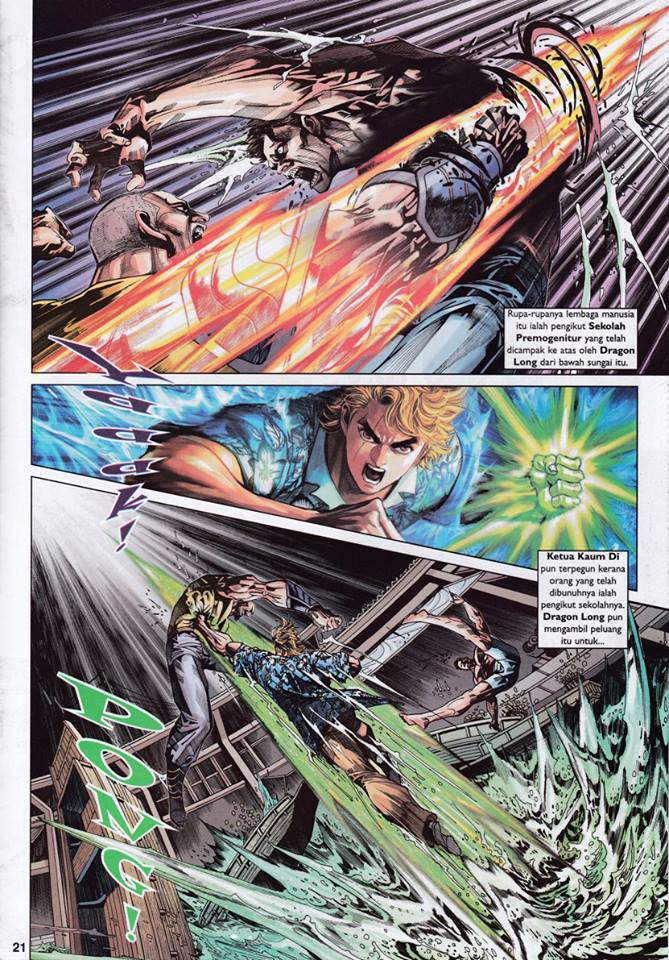 Rupa-rupanya lembaga manusia
itu ialah pengikut Sekolah
Premogenitur yang telah
dicampak ke atas oleh Dragon
Long dari bawah sungai itu.
Yaaak!
Ketua Kaum Di
pun terpegun kerana
orang yang telah
dibunuhnya ialah
pengikut sekolahnya.
Dragon Long pun
mengambil peluang
itu untuk...
PONG!
21